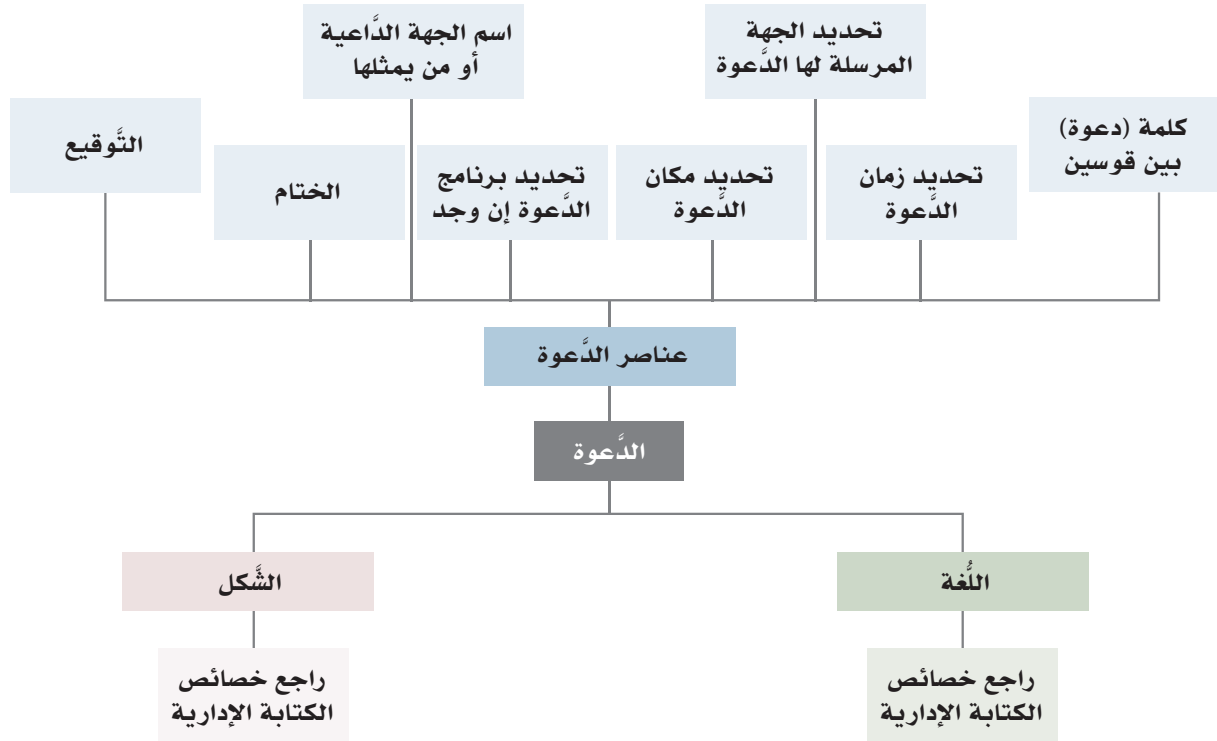 تحديد الجهة
المرسلة لها الدَّعوة
اسم الجهة الدَّاعية
أو من يمثلها
كلمة (دعوة)
بين قوسين
تحديد زمان
الدَّعوة
تحديد مكان
الدَّعوة
تحديد برنامج
الدَّعوة إن وجد
الختام
التَّوقيع
عناصر الدَّعوة
الدَّعوة
اللُّغة
الشَّكل
راجع خصائص
الكتابة الإدارية
راجع خصائص
الكتابة الإدارية